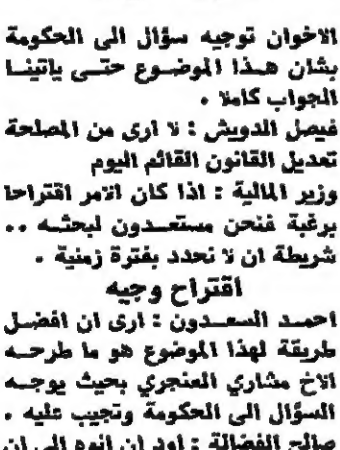 الاخوان توجيه سؤال الى الحكومة
بشان هذا الموضوع حتى ياتينا
الجواب كاملا .
فيصل الدويش : لا ارى من المصلحة
تعديل القانون القائم اليوم
وزير المالية : اذا كان الامر اقتراحا
برغبة فنحن مستعدون لبحثه ..
شريطة ان لا نحدد بفترة زمنية .
اقتراح وجيه
احمد السعدون : ارى ان افضل
طريقة لهذا الموضوع هو ما طرحه
الاخ مشاري العنجري بحيث يوجه
السؤال الى الحكومة وتجيب عليه .
صالح الفضالة : اود ان انوه الى ان